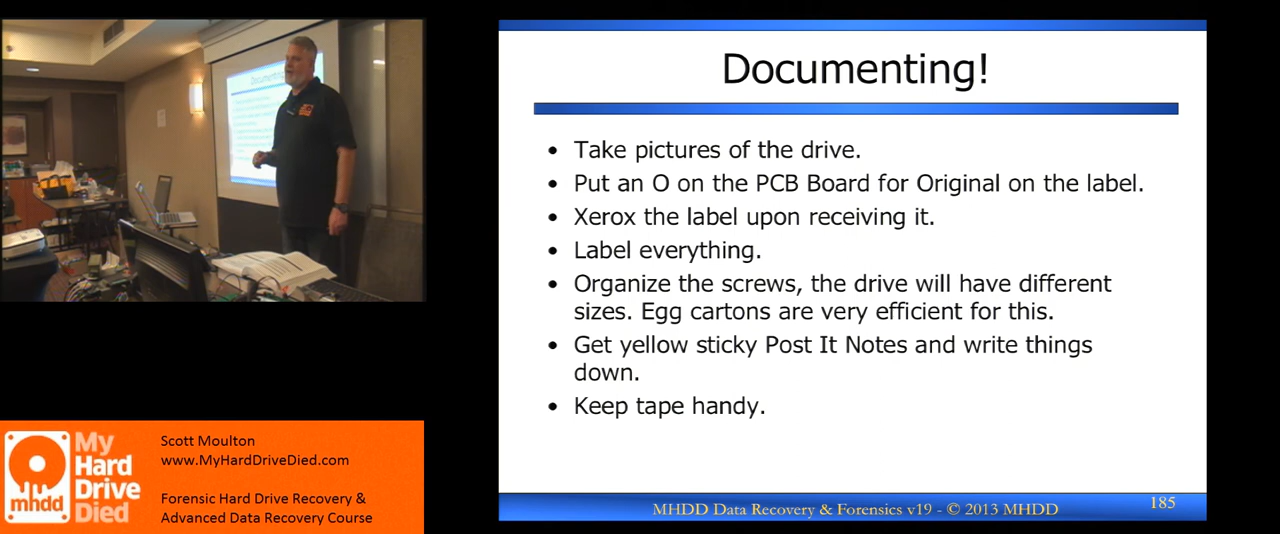 Documenting!
• Take pictures of the drive.
• Put an O on the PCB Board for Original on the label.
• Xerox the label upon receiving it.
• Label everything.
• Organize the screws, the drive will have different
sizes. Egg cartons are very efficient for this.
• Get yellow sticky Post It Notes and write things
down.
• Keep tape handy.
MHDD Data Recovery & Forensics v19 - © 2013 MHDD
185
My
Hard
Drive
Died
mhdd
Scott Moulton
www.MyHardDriveDied.com
Forensic Hard Drive Recovery &
Advanced Data Recovery Course